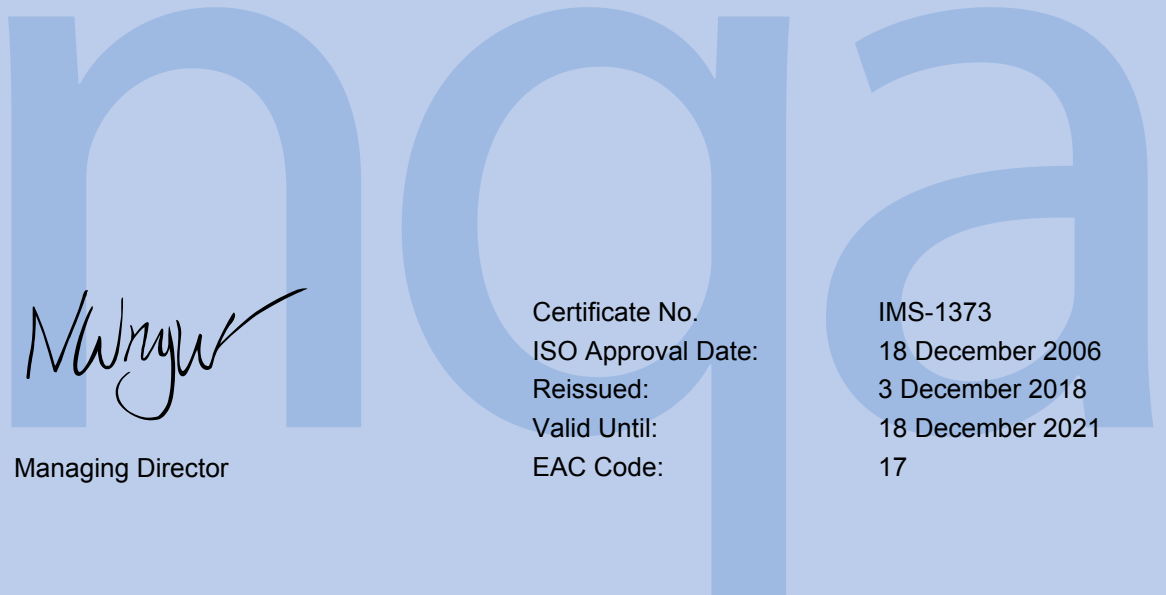 nqa
Certificate No. IMS-1373
ISO Approval Date: 18 December 2006
Reissued: 3 December 2018
Valid Until: 18 December 2021
Managing Director
EAC Code: 17